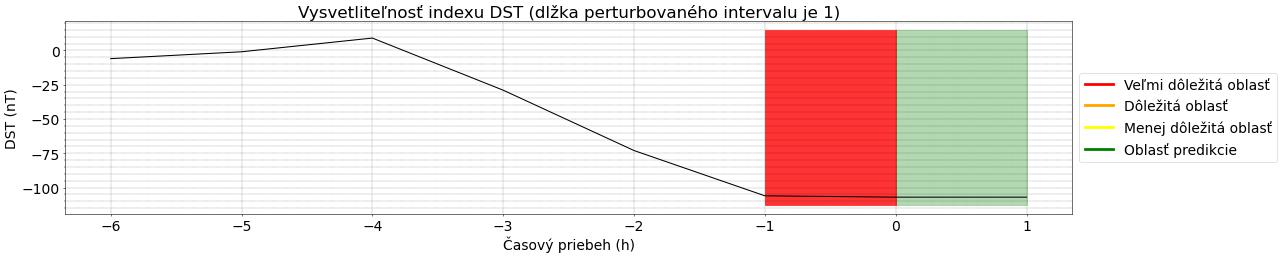 Vysvetliteľnosť indexu DST (dĺžka perturbovaného intervalu je 1)
DST (nT)
0
−25
−50
−75
−100
−6 −5 −4 −3 −2 −1 0 1
Časový priebeh (h)
Veľmi dôležitá oblasť
Dôležitá oblasť
Menej dôležitá oblasť
Oblasť predikcie